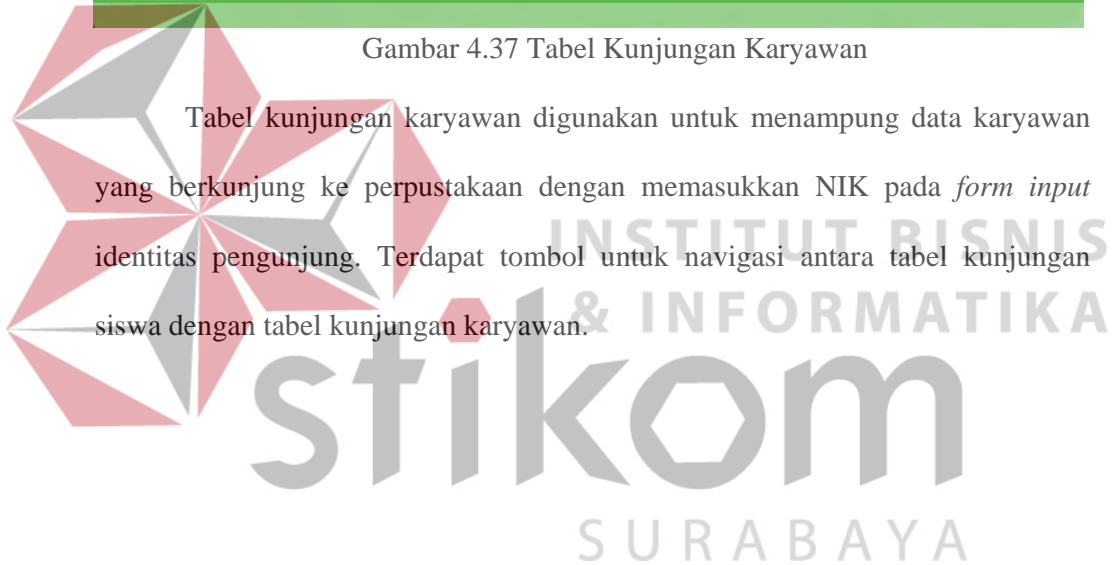 Gambar 4.37 Tabel Kunjungan Karyawan
Tabel kunjungan karyawan digunakan untuk menampung data karyawan
yang berkunjung ke perpustakaan dengan memasukkan NIK pada form input
identitas pengunjung. Terdapat tombol untuk navigasi antara tabel kunjungan
siswa dengan tabel kunjungan karyawan.
INSTITUT BISNIS
& INFORMATIKA
stikom
SURABAYA